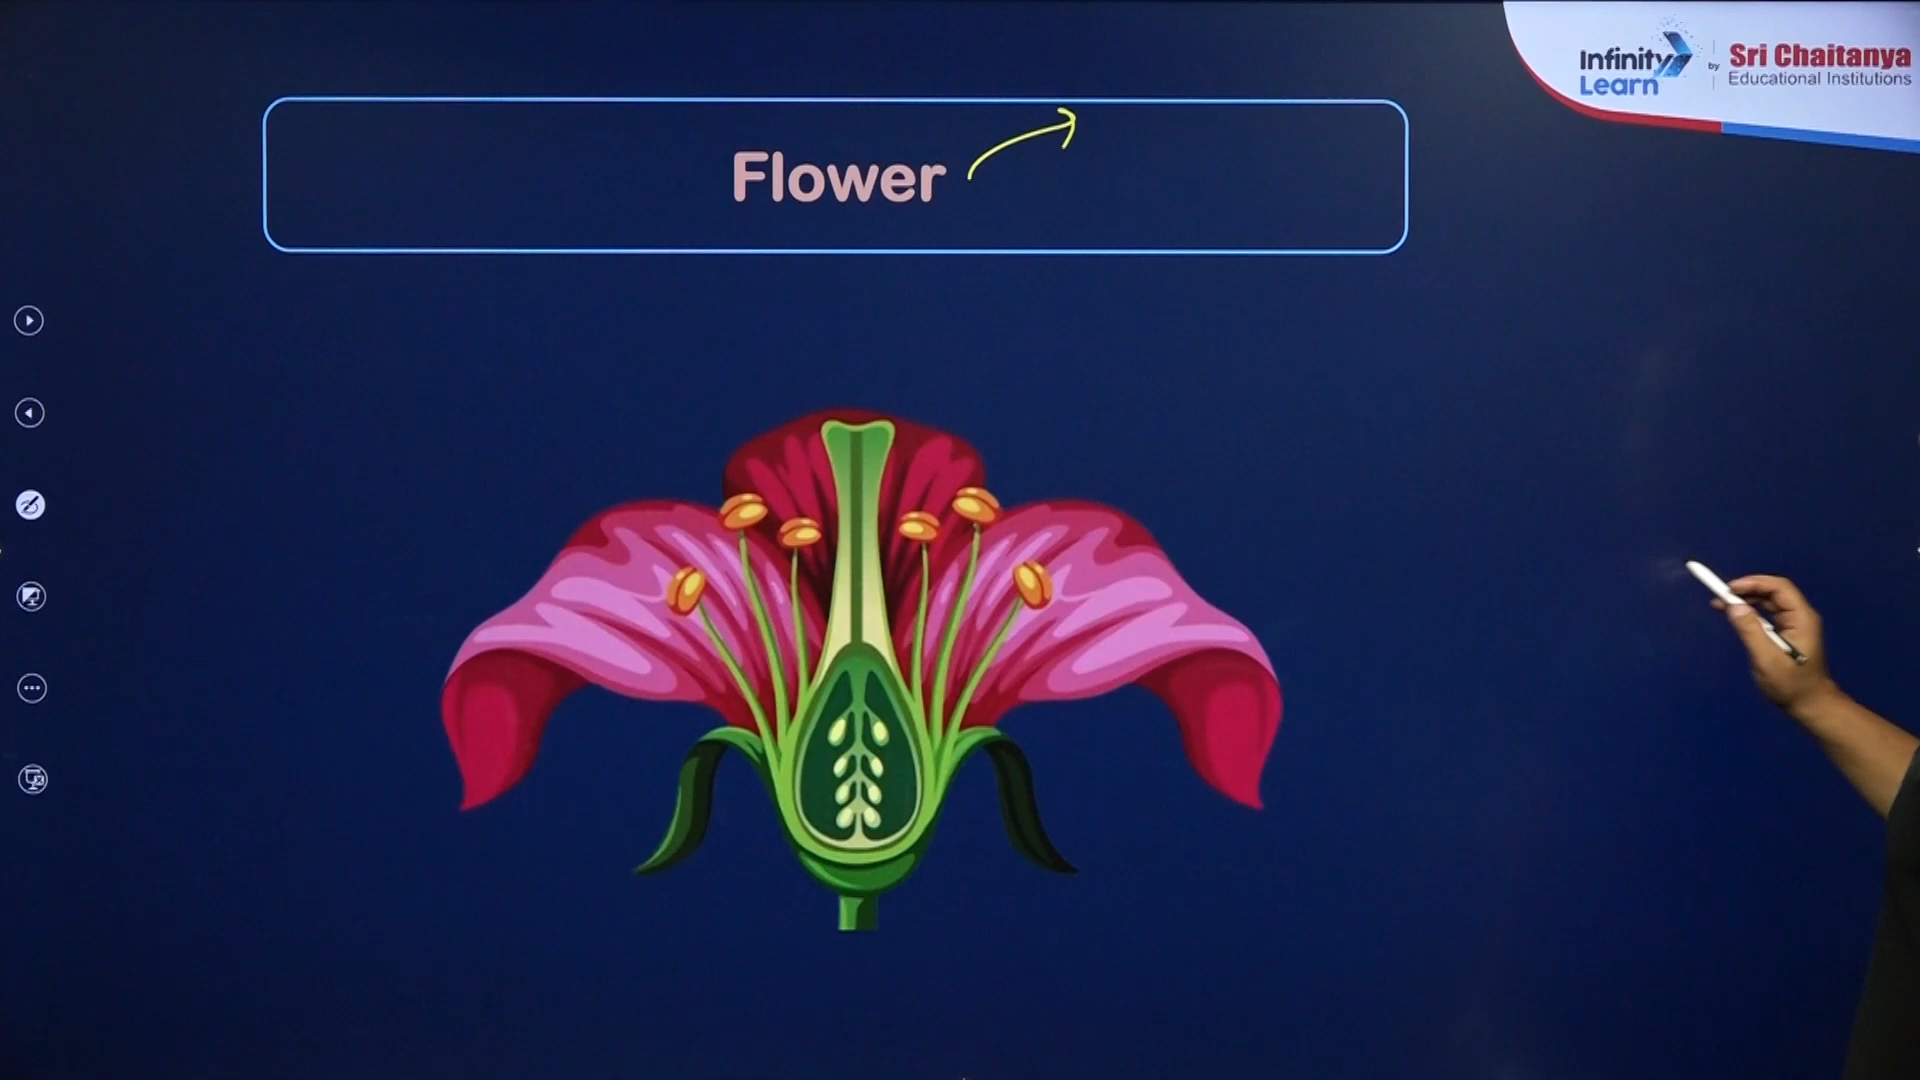 Infinity
Learn
by
Sri Chaitanya
Educational Institutions
Flower